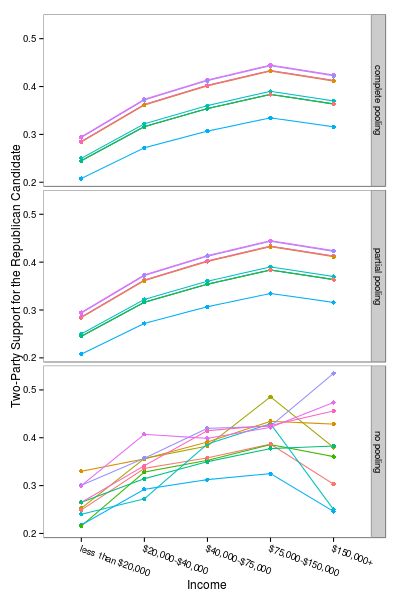 Two-Party Support for the Republican Candidate
0.5
0.4
0.3
0.2
complete pooling
0.5
0.4
0.3
0.2
partial pooling
0.5
0.4
0.3
0.2
no pooling
less than $20,000
$20,000-$40,000
$40,000-$75,000
$75,000-$150,000
$150,000+
Income